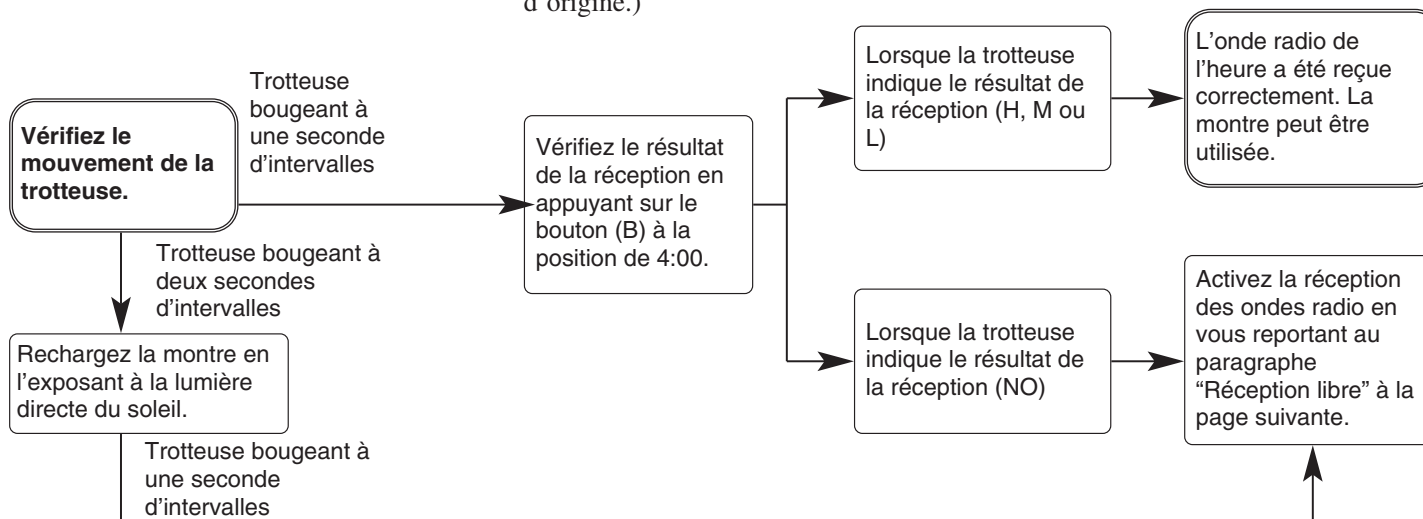 d'origine.)
Vérifiez le
mouvement de la
trotteuse.
Trotteuse
bougeant à
une seconde
d'intervalles
Vérifiez le résultat
de la réception en
appuyant sur le
bouton (B) à la
position de 4:00.
Lorsque la trotteuse
indique le résultat de
la réception (H, M ou
L)
L'onde radio de
l'heure a été reçue
correctement. La
montre peut être
utilisée.
Trotteuse bougeant à
deux secondes
d'intervalles
Lorsque la trotteuse
indique le résultat de
la réception (NO)
Activez la réception
des ondes radio en
vous reportant au
paragraphe
“Réception libre” à la
page suivante.
Rechargez la montre en
l'exposant à la lumière
directe du soleil.
Trotteuse bougeant à
une seconde
d'intervalles